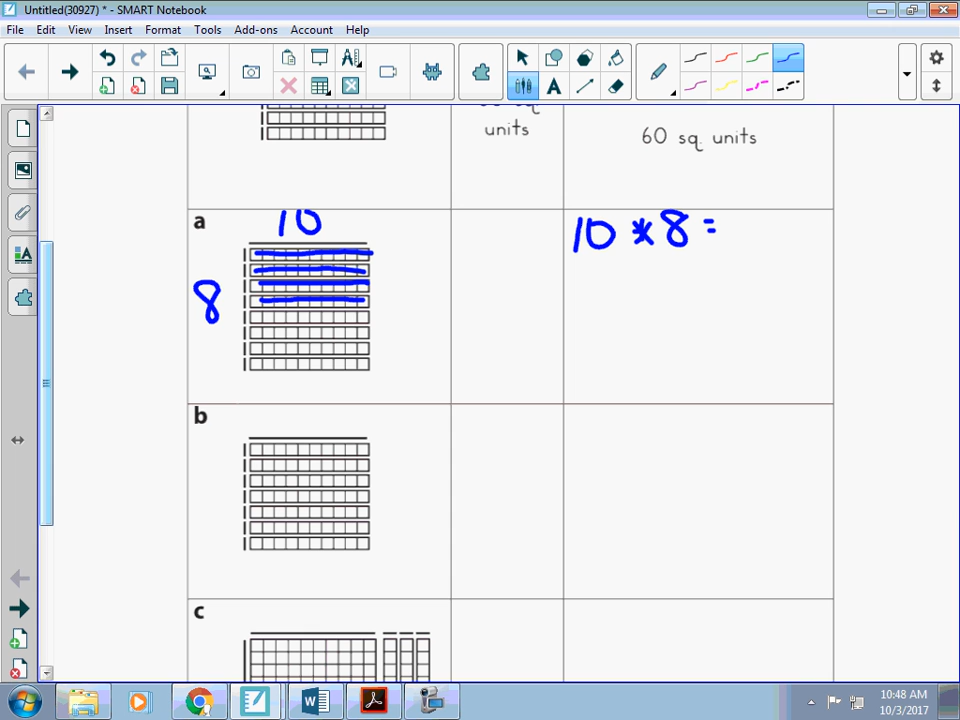 Untitled(30927) * - SMART Notebook
File Edit View Insert Format Tools Add-ons Account Help
units
60 sq. units
a
10
10 * 8 =
8
b
c
10:48 AM
10/3/2017